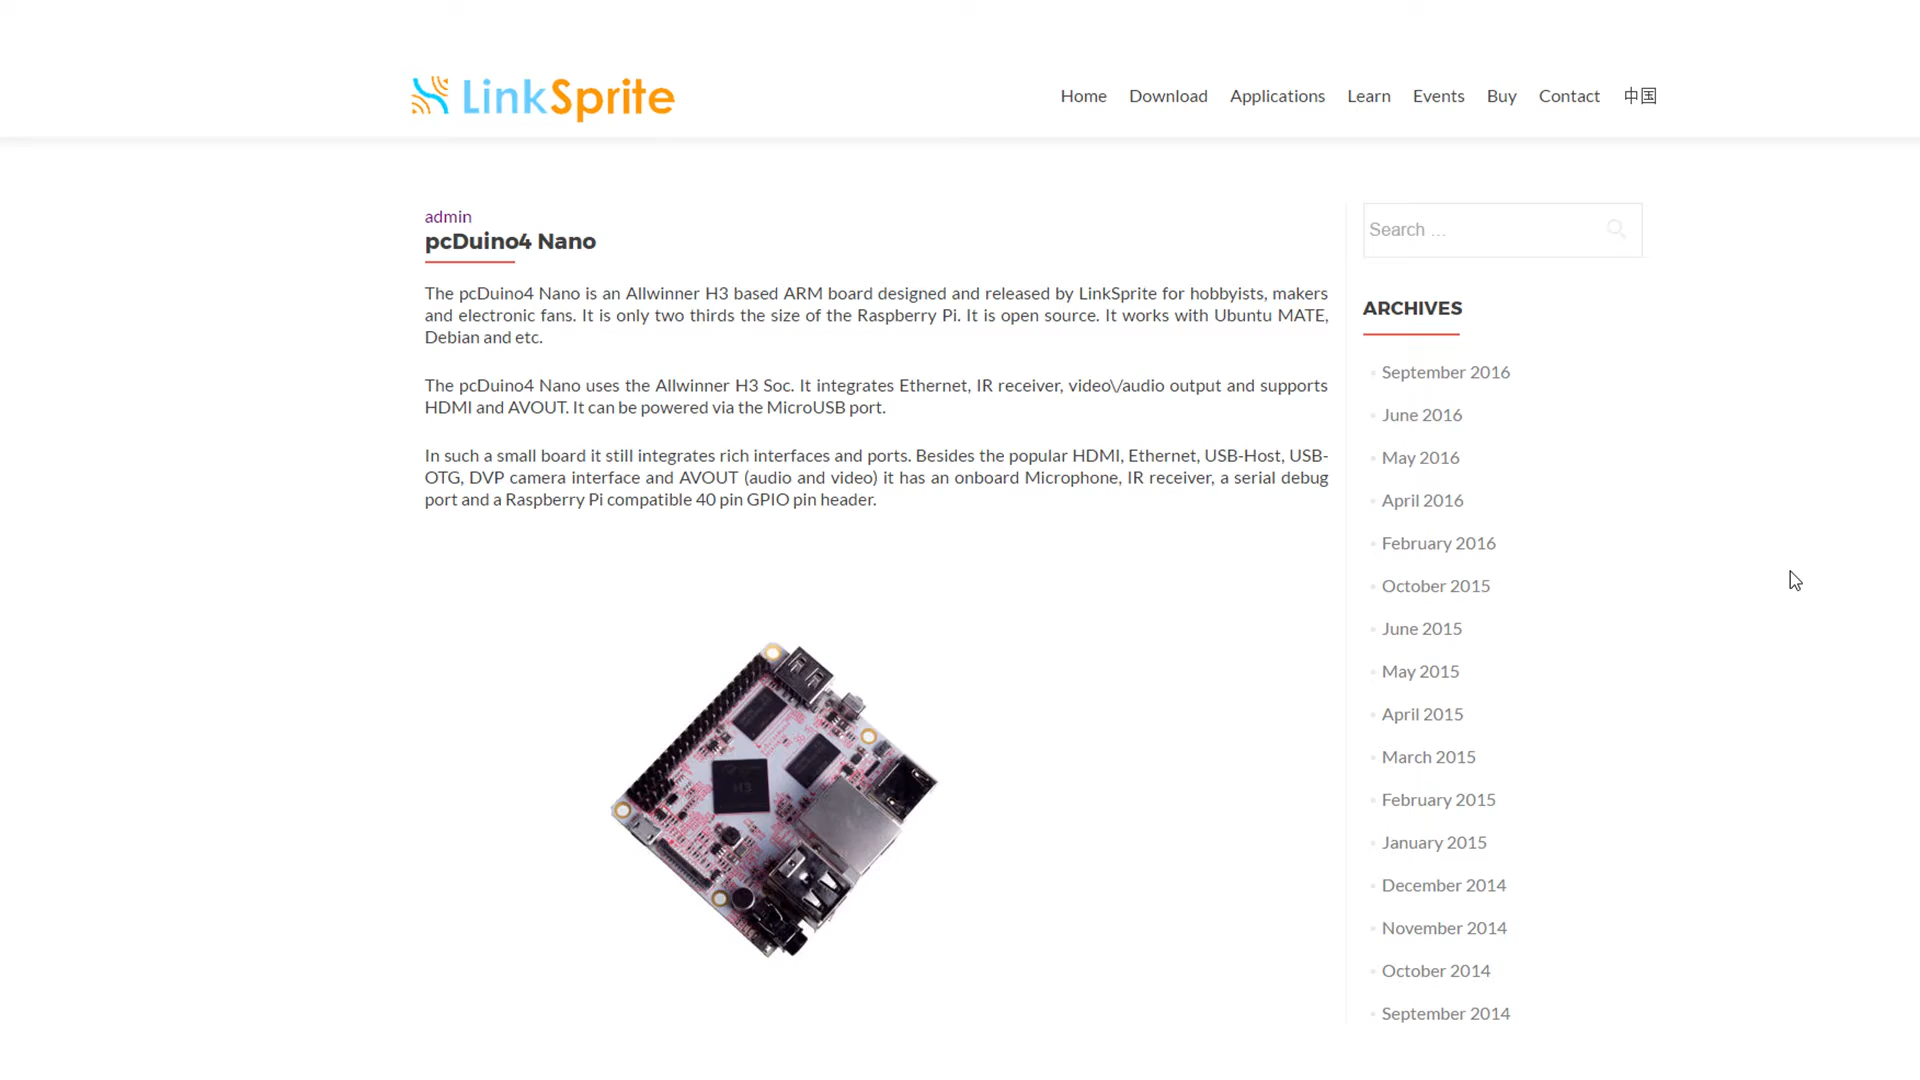 LinkSprite
Home Download Applications Learn Events Buy Contact 中国
admin
pcDuino4 Nano
The pcDuino4 Nano is an Allwinner H3 based ARM board designed and released by LinkSprite for hobbyists, makers
and electronic fans. It is only two thirds the size of the Raspberry Pi. It is open source. It works with Ubuntu MATE,
Debian and etc.
The pcDuino4 Nano uses the Allwinner H3 Soc. It integrates Ethernet, IR receiver, video\/audio output and supports
HDMI and AVOUT. It can be powered via the MicroUSB port.
In such a small board it still integrates rich interfaces and ports. Besides the popular HDMI, Ethernet, USB-Host, USB-
OTG, DVP camera interface and AVOUT (audio and video) it has an onboard Microphone, IR receiver, a serial debug
port and a Raspberry Pi compatible 40 pin GPIO pin header.
H3
Search …
ARCHIVES
September 2016
June 2016
May 2016
April 2016
February 2016
October 2015
June 2015
May 2015
April 2015
March 2015
February 2015
January 2015
December 2014
November 2014
October 2014
September 2014